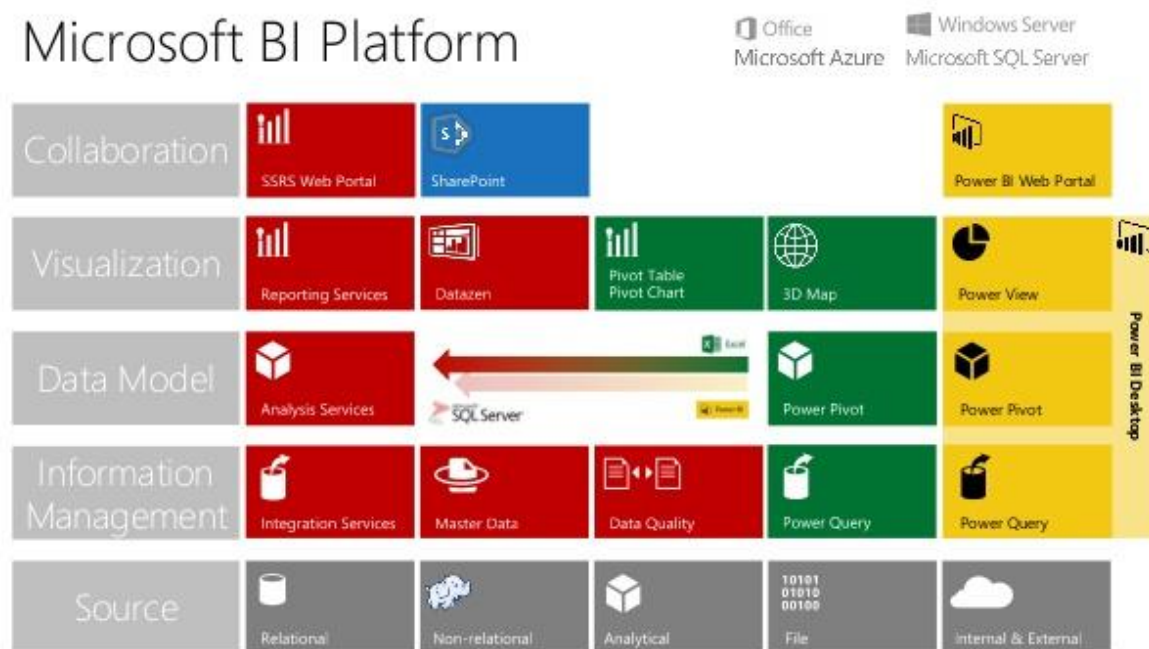 Microsoft BI Platform
Office
Windows Server
Microsoft Azure
Microsoft SQL Server
Collaboration
SSRS Web Portal
SharePoint
Power BI Web Portal
Visualization
Reporting Services
Datazen
Pivot Table
Pivot Chart
3D Map
Power View
Power BI Desktop
Data Model
Analysis Services
Excel
Microsoft
SQL Server
Power BI
Power Pivot
Power Pivot
Information
Management
Integration Services
Master Data
Data Quality
Power Query
Power Query
Source
Relational
Non-relational
Analytical
10101
01010
00100
File
Internal & External